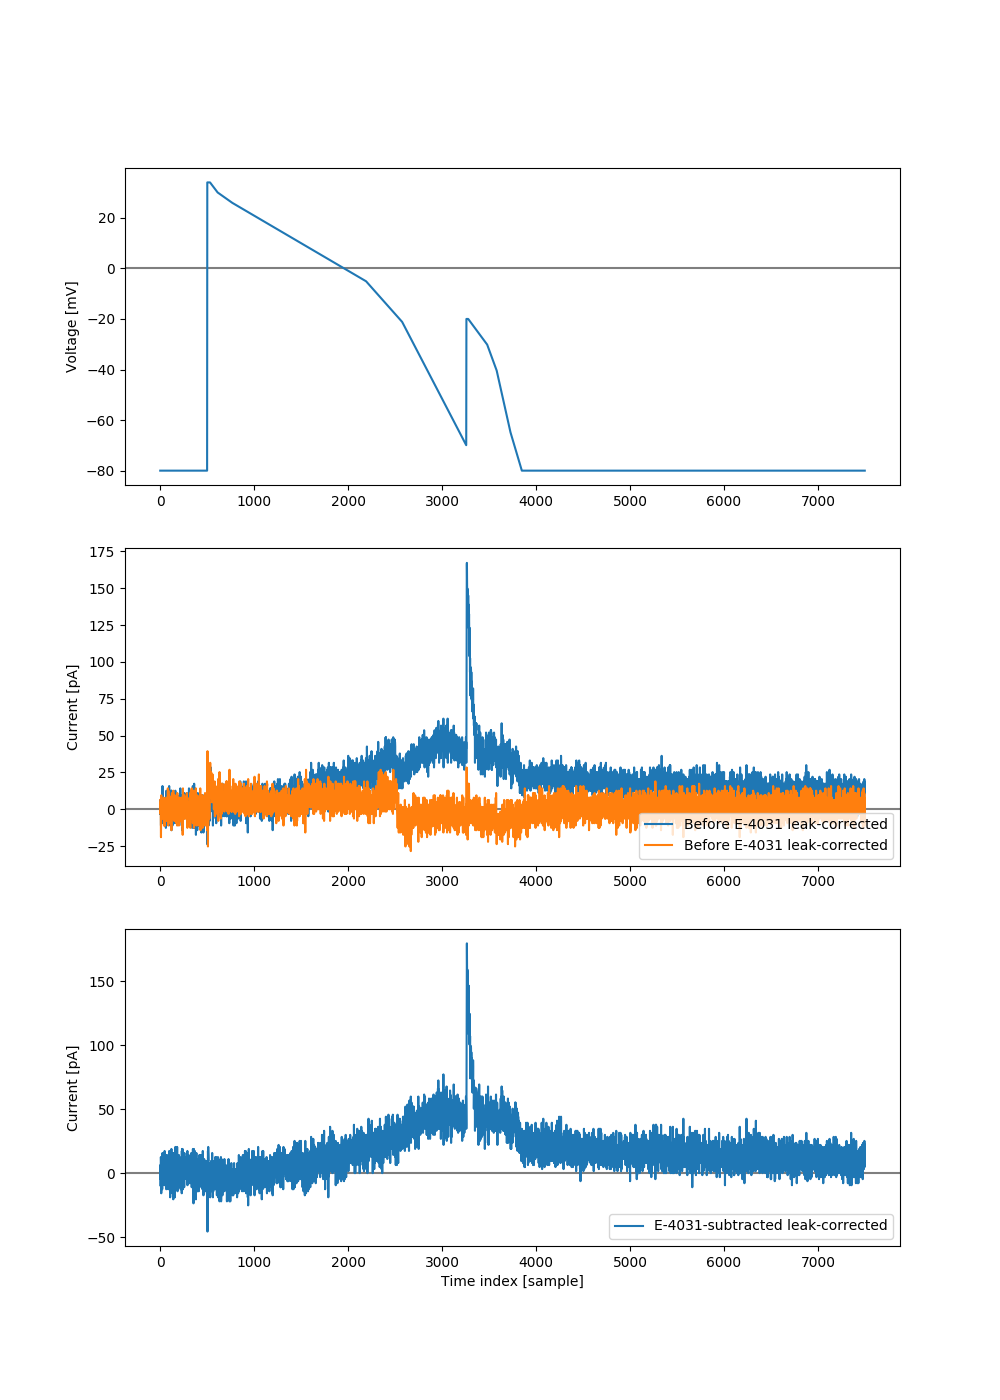 20
0
−20
−40
−60
−80
Voltage [mV]
0 1000 2000 3000 4000 5000 6000 7000
175
150
125
100
75
50
25
0
−25
Current [pA]
Before E-4031 leak-corrected
Before E-4031 leak-corrected
0 1000 2000 3000 4000 5000 6000 7000
150
100
50
0
−50
Current [pA]
E-4031-subtracted leak-corrected
0 1000 2000 3000 4000 5000 6000 7000
Time index [sample]